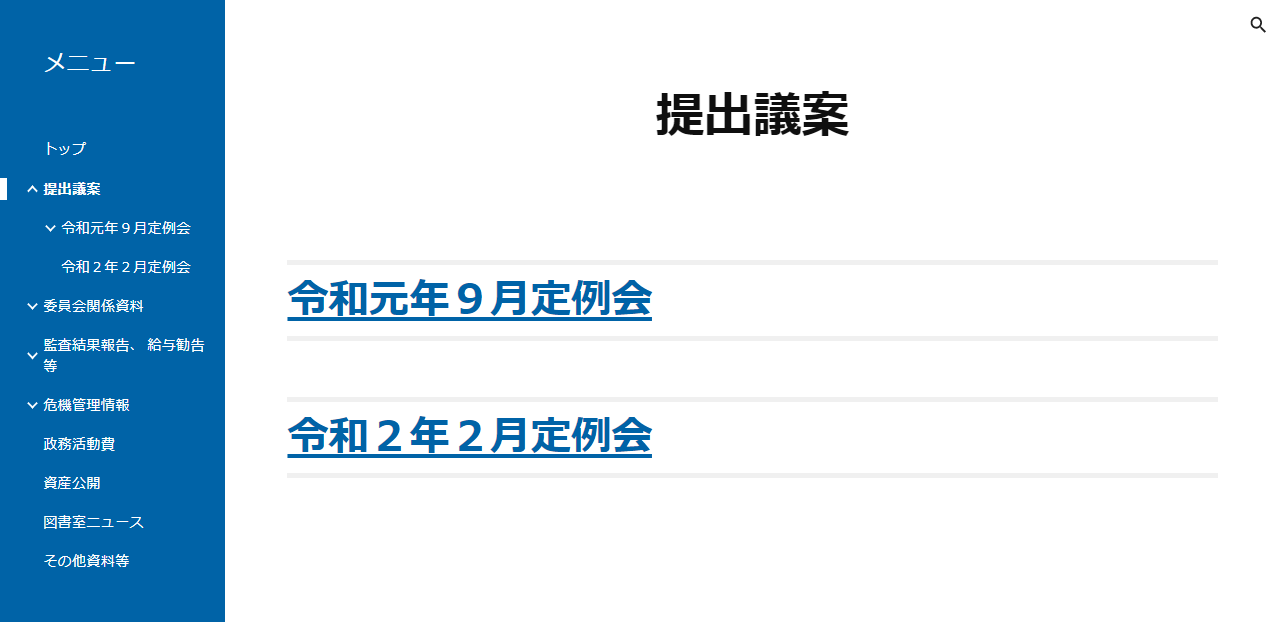 メニュー
トップ
提出議案
令和元年９月定例会
令和２年２月定例会
委員会関係資料
監査結果報告、 給与勧告
等
危機管理情報
政務活動費
資産公開
図書室ニュース
その他資料等
提出議案
令和元年９月定例会
令和２年２月定例会